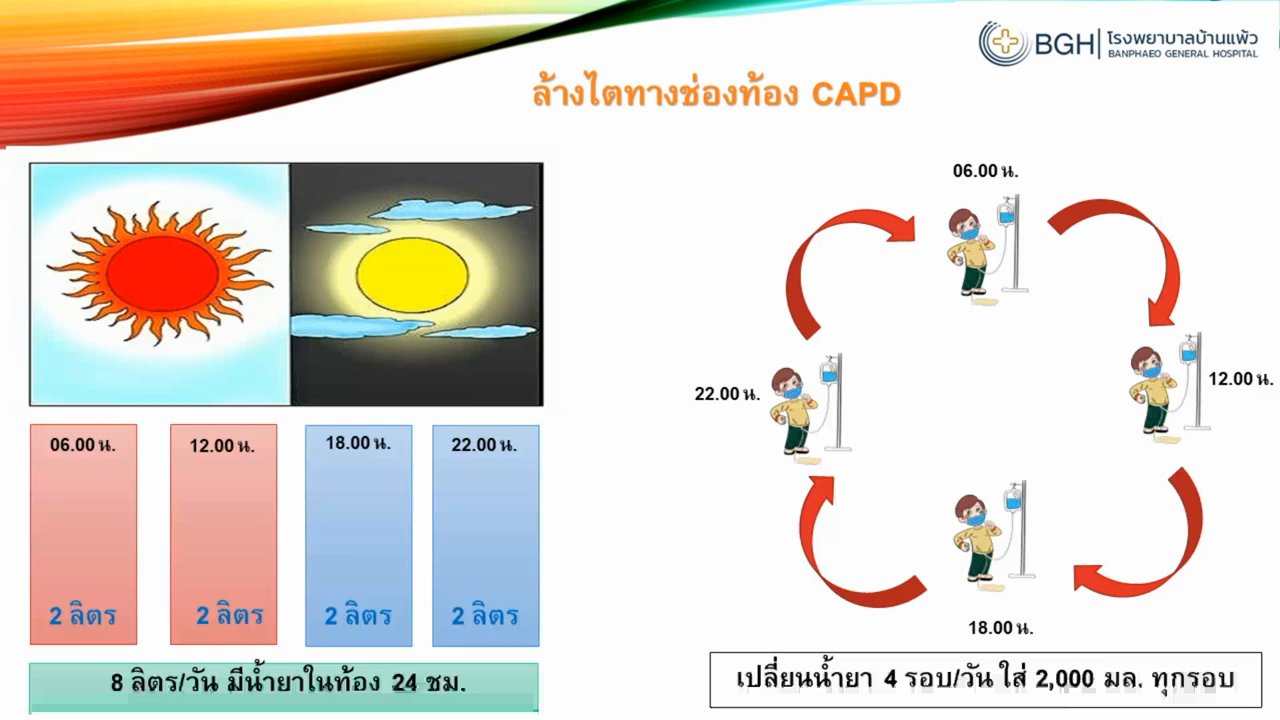 BGH โรงพยาบาลบ้านแพ้ว
BANPHAEO GENERAL HOSPITAL
ล้างไตทางช่องท้อง CAPD
06.00 น.
12.00 น.
18.00 น.
22.00 น.
2 ลิตร
2 ลิตร
2 ลิตร
2 ลิตร
8 ลิตร/วัน มีน้ำยาในท้อง 24 ชม.
06.00 น.
12.00 น.
18.00 น.
22.00 น.
เปลี่ยนน้ำยา 4 รอบ/วัน ใส่ 2,000 มล. ทุกรอบ